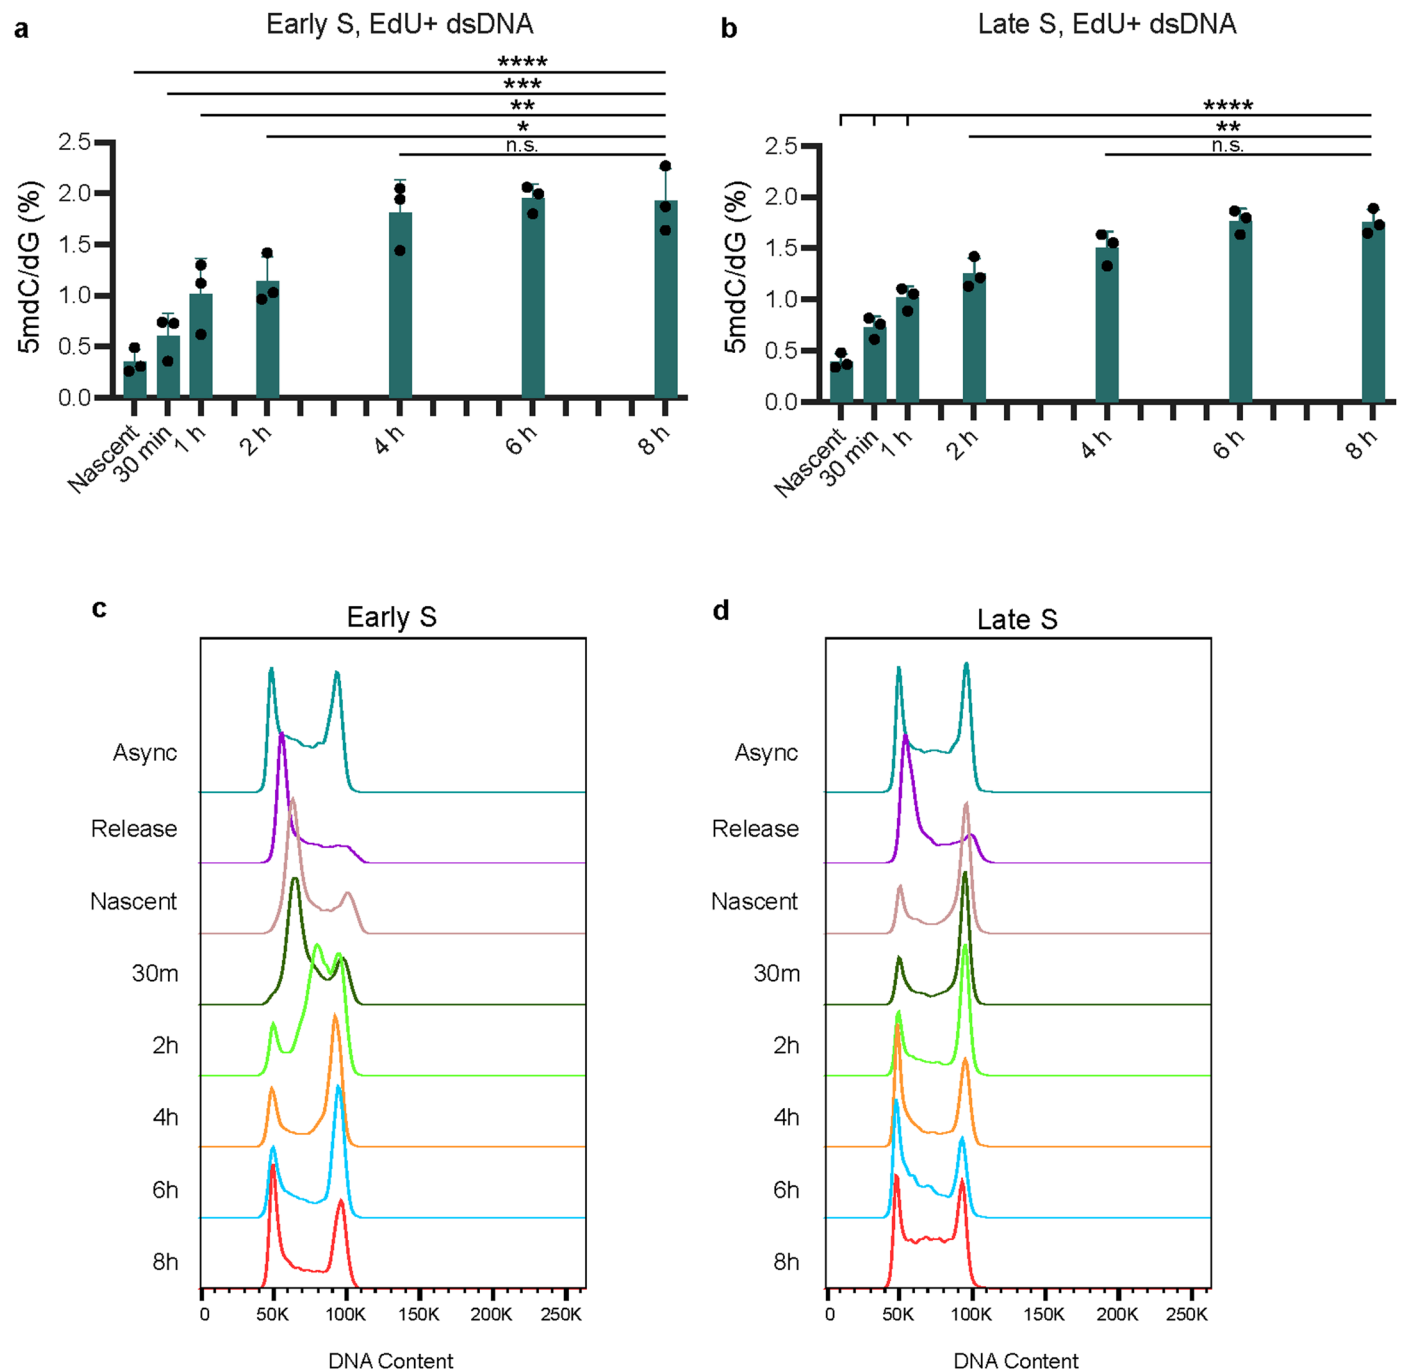 a
Early S, EdU+ dsDNA
****
***
**
*
n.s.
5mdC/dG (%)
2.5
2.0
1.5
1.0
0.5
0.0
Nascent
30 min
1 h
2 h
4 h
6 h
8 h
b
Late S, EdU+ dsDNA
****
**
n.s.
5mdC/dG (%)
2.5
2.0
1.5
1.0
0.5
0.0
Nascent
30 min
1 h
2 h
4 h
6 h
8 h
c
Early S
Async
Release
Nascent
30m
2h
4h
6h
8h
0 50K 100K 150K 200K 250K
DNA Content
d
Late S
Async
Release
Nascent
30m
2h
4h
6h
8h
0 50K 100K 150K 200K 250K
DNA Content